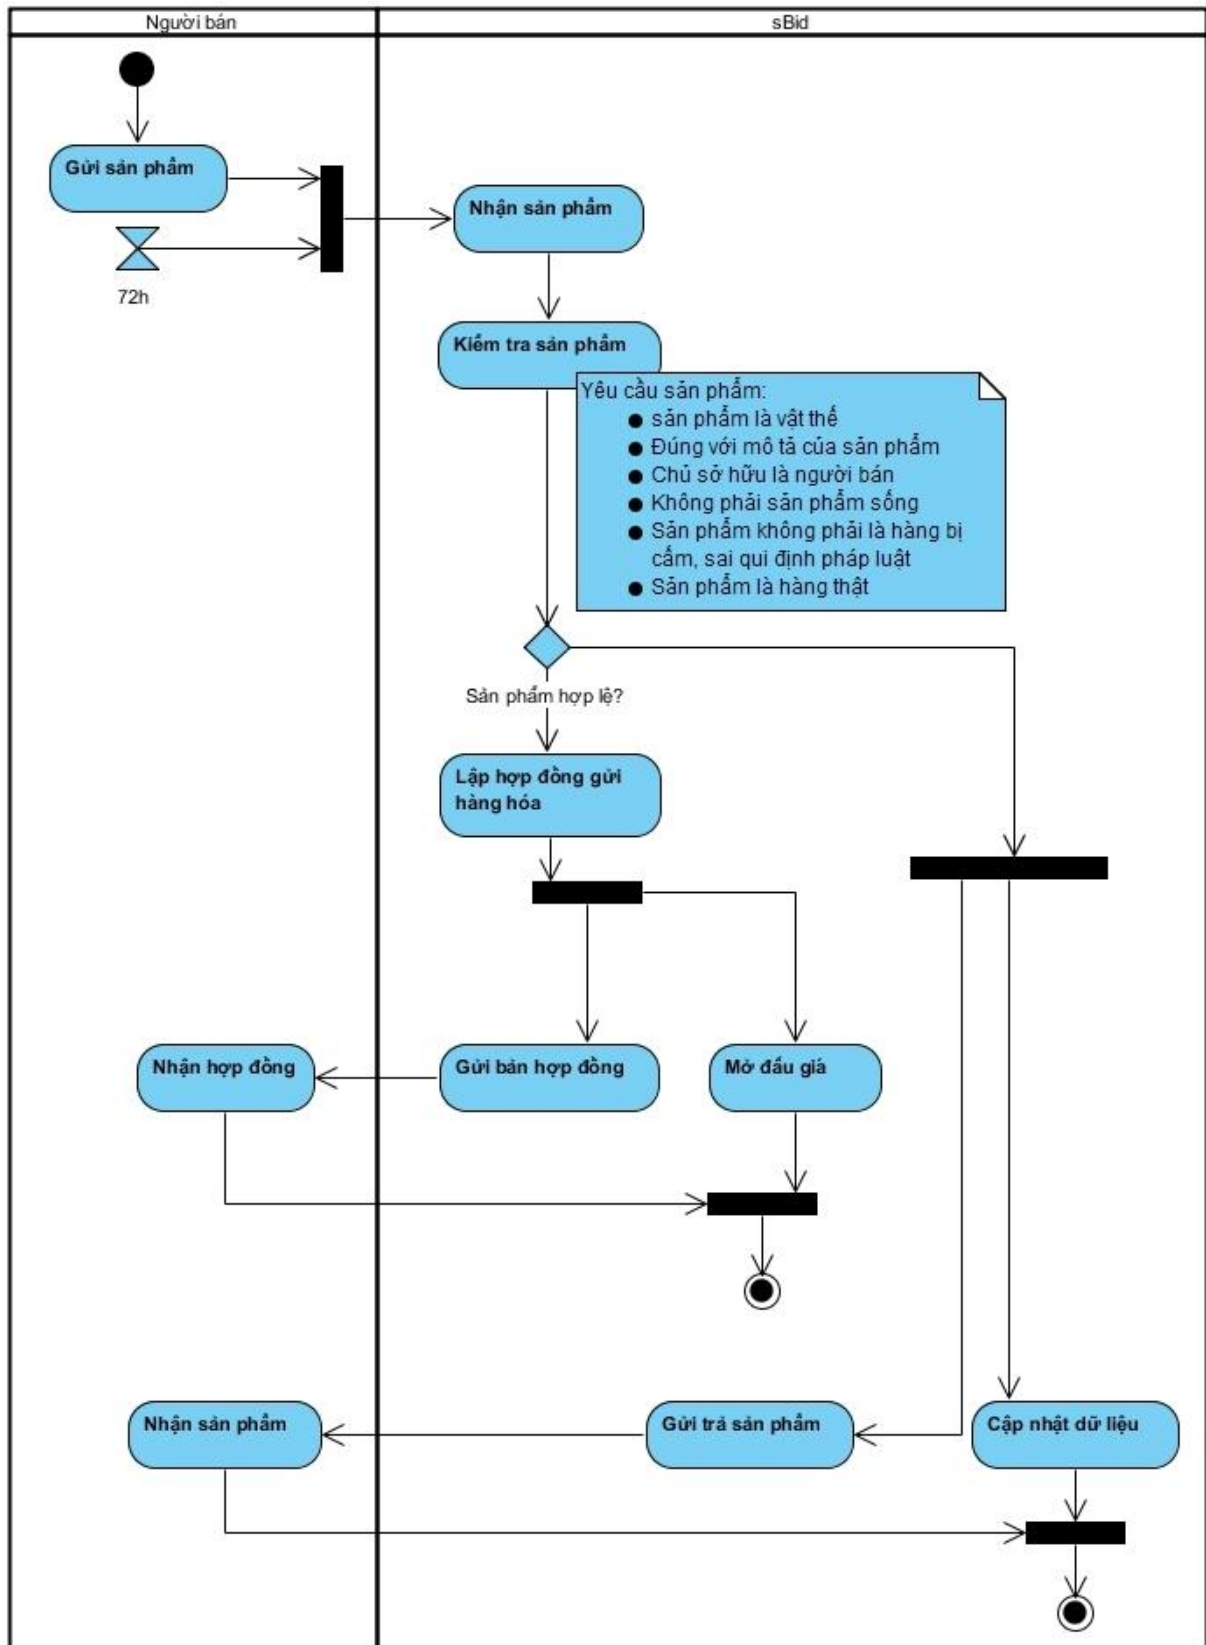 Người bán
sBid
Gửi sản phẩm
72h
Nhận sản phẩm
Kiểm tra sản phẩm
Yêu cầu sản phẩm:
● sản phẩm là vật thể
● Đúng với mô tả của sản phẩm
● Chủ sở hữu là người bán
● Không phải sản phẩm sống
● Sản phẩm không phải là hàng bị
cấm, sai qui định pháp luật
● Sản phẩm là hàng thật
Sản phẩm hợp lệ?
Lập hợp đồng gửi
hàng hóa
Nhận hợp đồng
Gửi bản hợp đồng
Mở đấu giá
Nhận sản phẩm
Gửi trả sản phẩm
Cập nhật dữ liệu